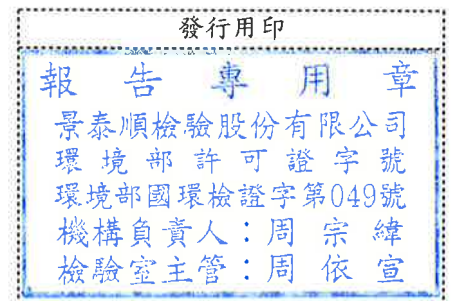 發行用印
報告專用章
景泰順檢驗股份有限公司
環境部許可證字號
環境部國環檢證字第049號
機構負責人：周宗緯
檢驗室主管：周依宣